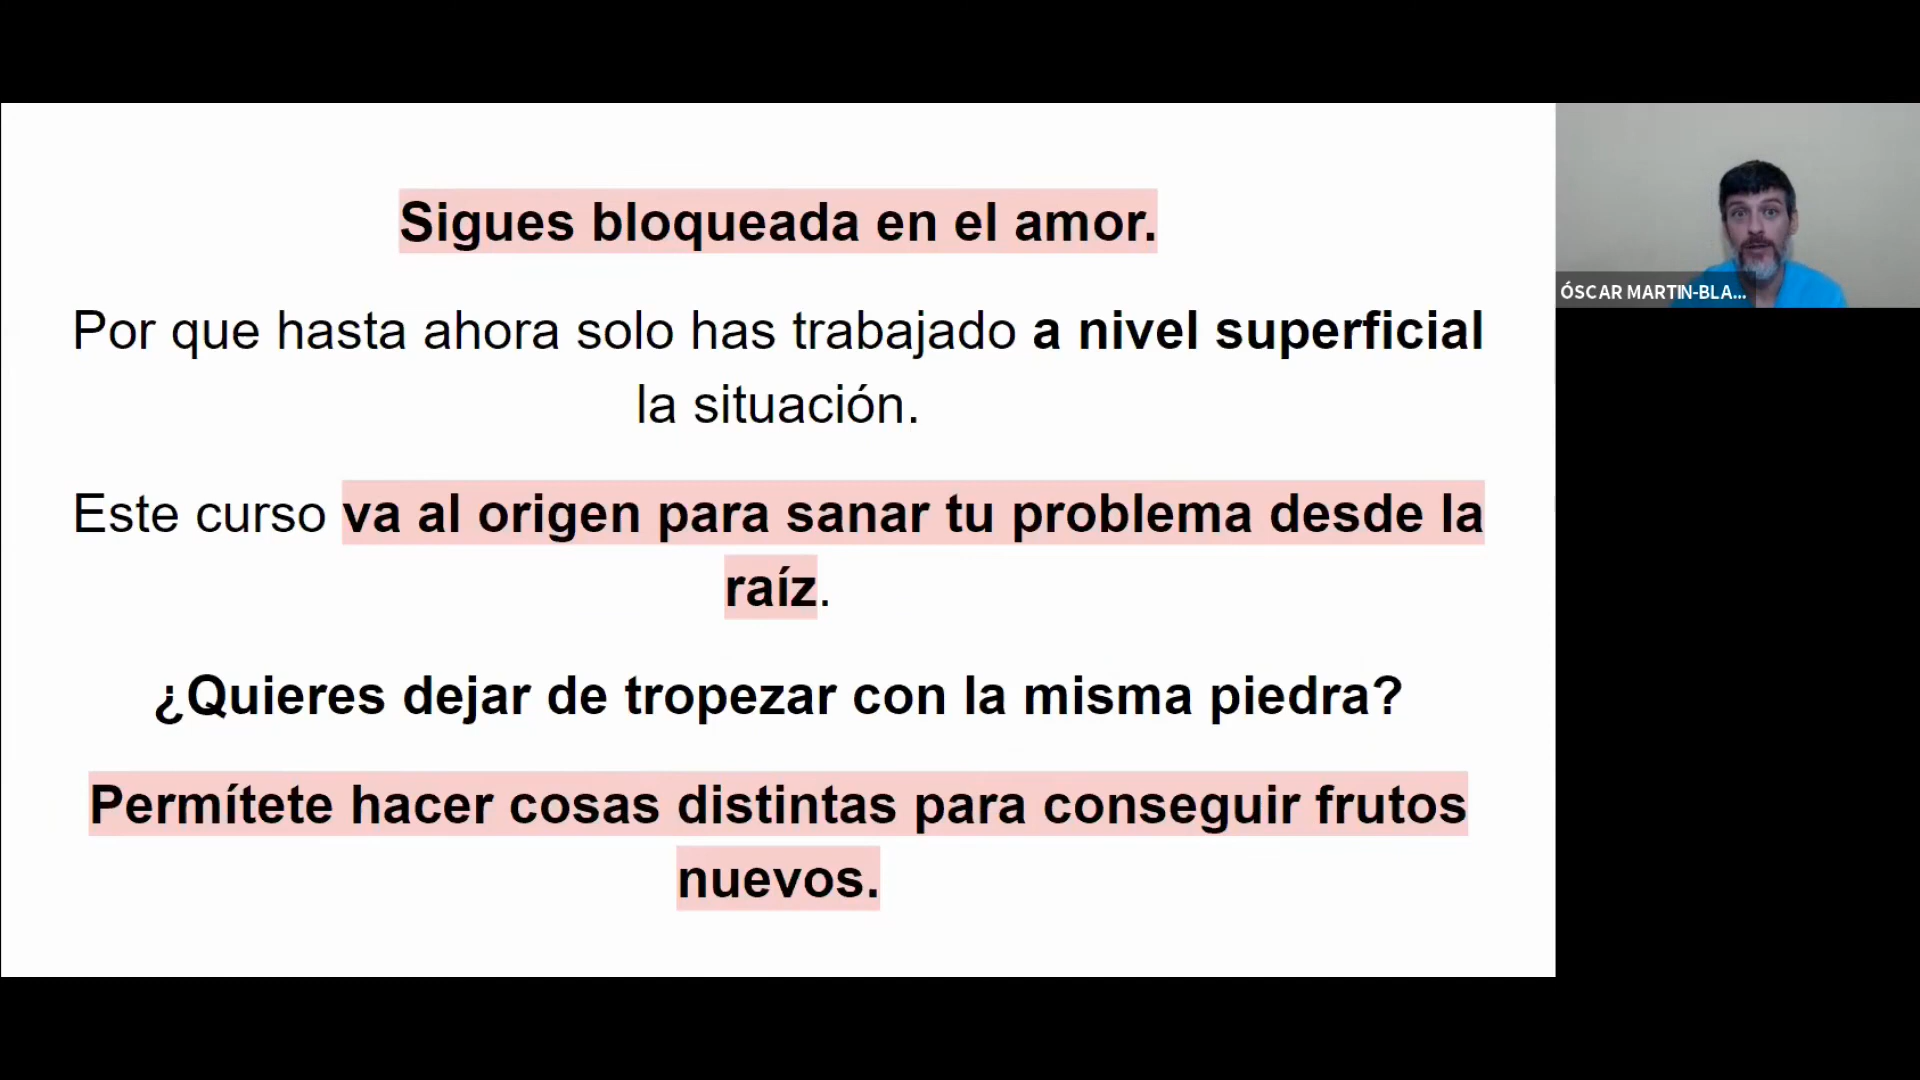 Sigues bloqueada en el amor.
Por que hasta ahora solo has trabajado a nivel superficial
la situación.
Este curso va al origen para sanar tu problema desde la
raíz.
¿Quieres dejar de tropezar con la misma piedra?
Permítete hacer cosas distintas para conseguir frutos
nuevos.
ÓSCAR MARTIN-BLA...